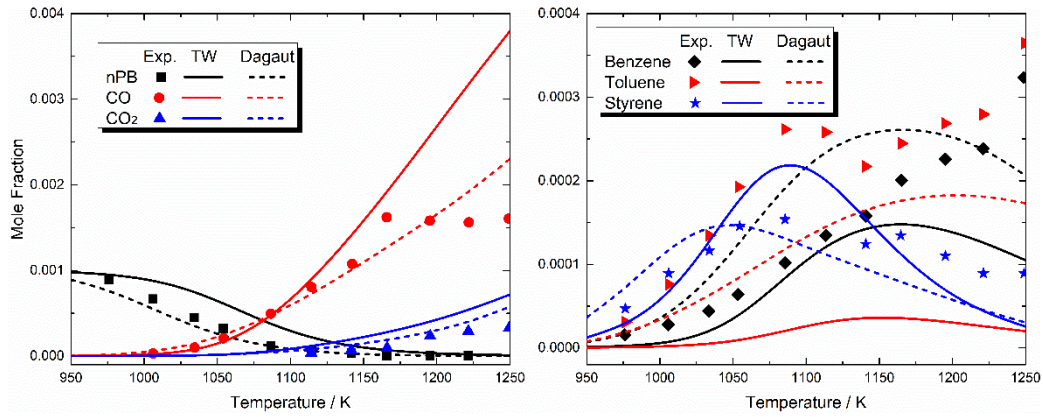 0.004
0.003
0.002
0.001
0.000
Mole Fraction
Exp. TW Dagaut
nPB
CO
CO₂
950 1000 1050 1100 1150 1200 1250
Temperature / K
0.0004
0.0003
0.0002
0.0001
0.0000
Exp. TW Dagaut
Benzene
Toluene
Styrene
950 1000 1050 1100 1150 1200 1250
Temperature / K